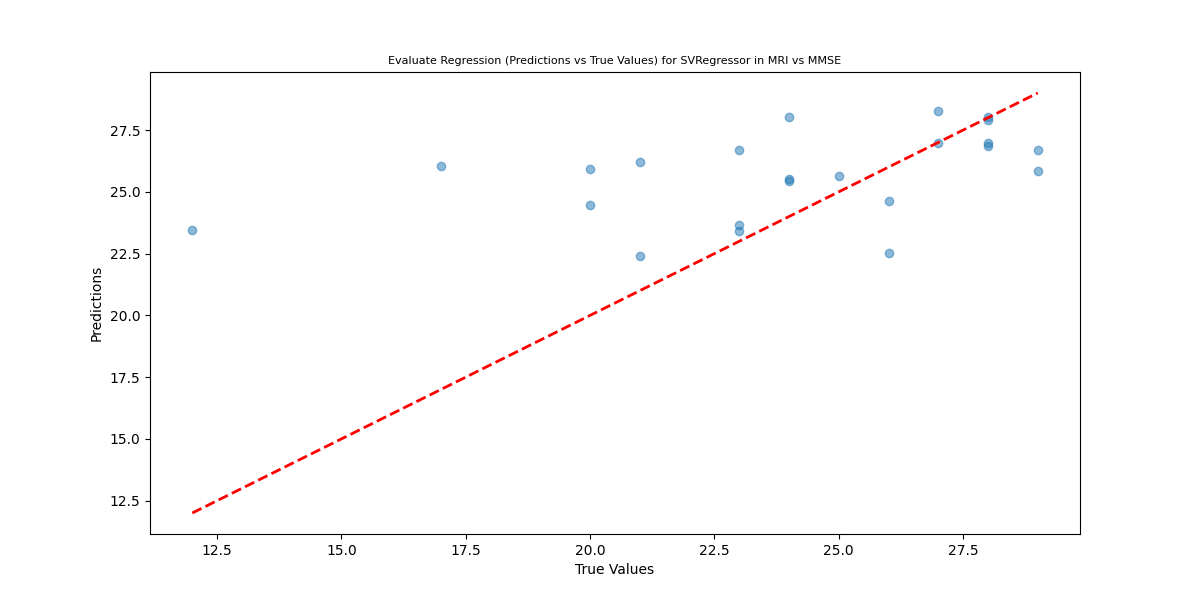 Evaluate Regression (Predictions vs True Values) for SVRegressor in MRI vs MMSE
27.5
25.0
22.5
20.0
17.5
15.0
12.5
Predictions
12.5 15.0 17.5 20.0 22.5 25.0 27.5
True Values